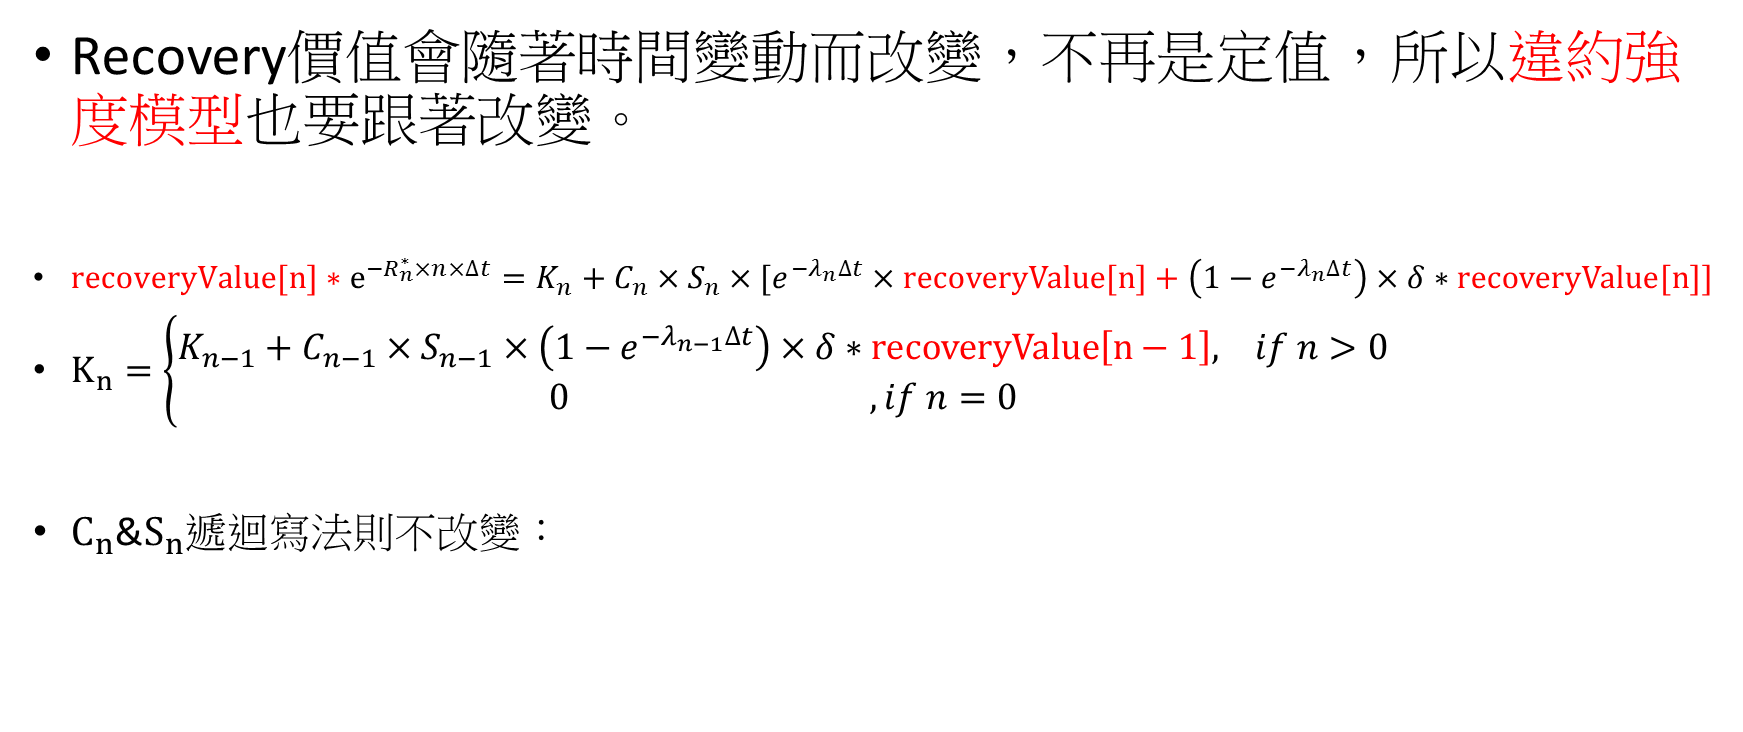 • Recovery價值會隨著時間變動而改變，不再是定值，所以違約強
度模型也要跟著改變。
• recoveryValue[n] ∗ e^{−R_n^*×n×Δt} = K_n + C_n × S_n × [e^{−λ_nΔt} × recoveryValue[n] + (1 − e^{−λ_nΔt}) × δ ∗ recoveryValue[n]]
• K_n = { K_{n−1} + C_{n−1} × S_{n−1} × (1 − e^{−λ_{n−1}Δt}) × δ ∗ recoveryValue[n − 1], if n > 0
0 , if n = 0
• C_n&S_n遞迴寫法則不改變：